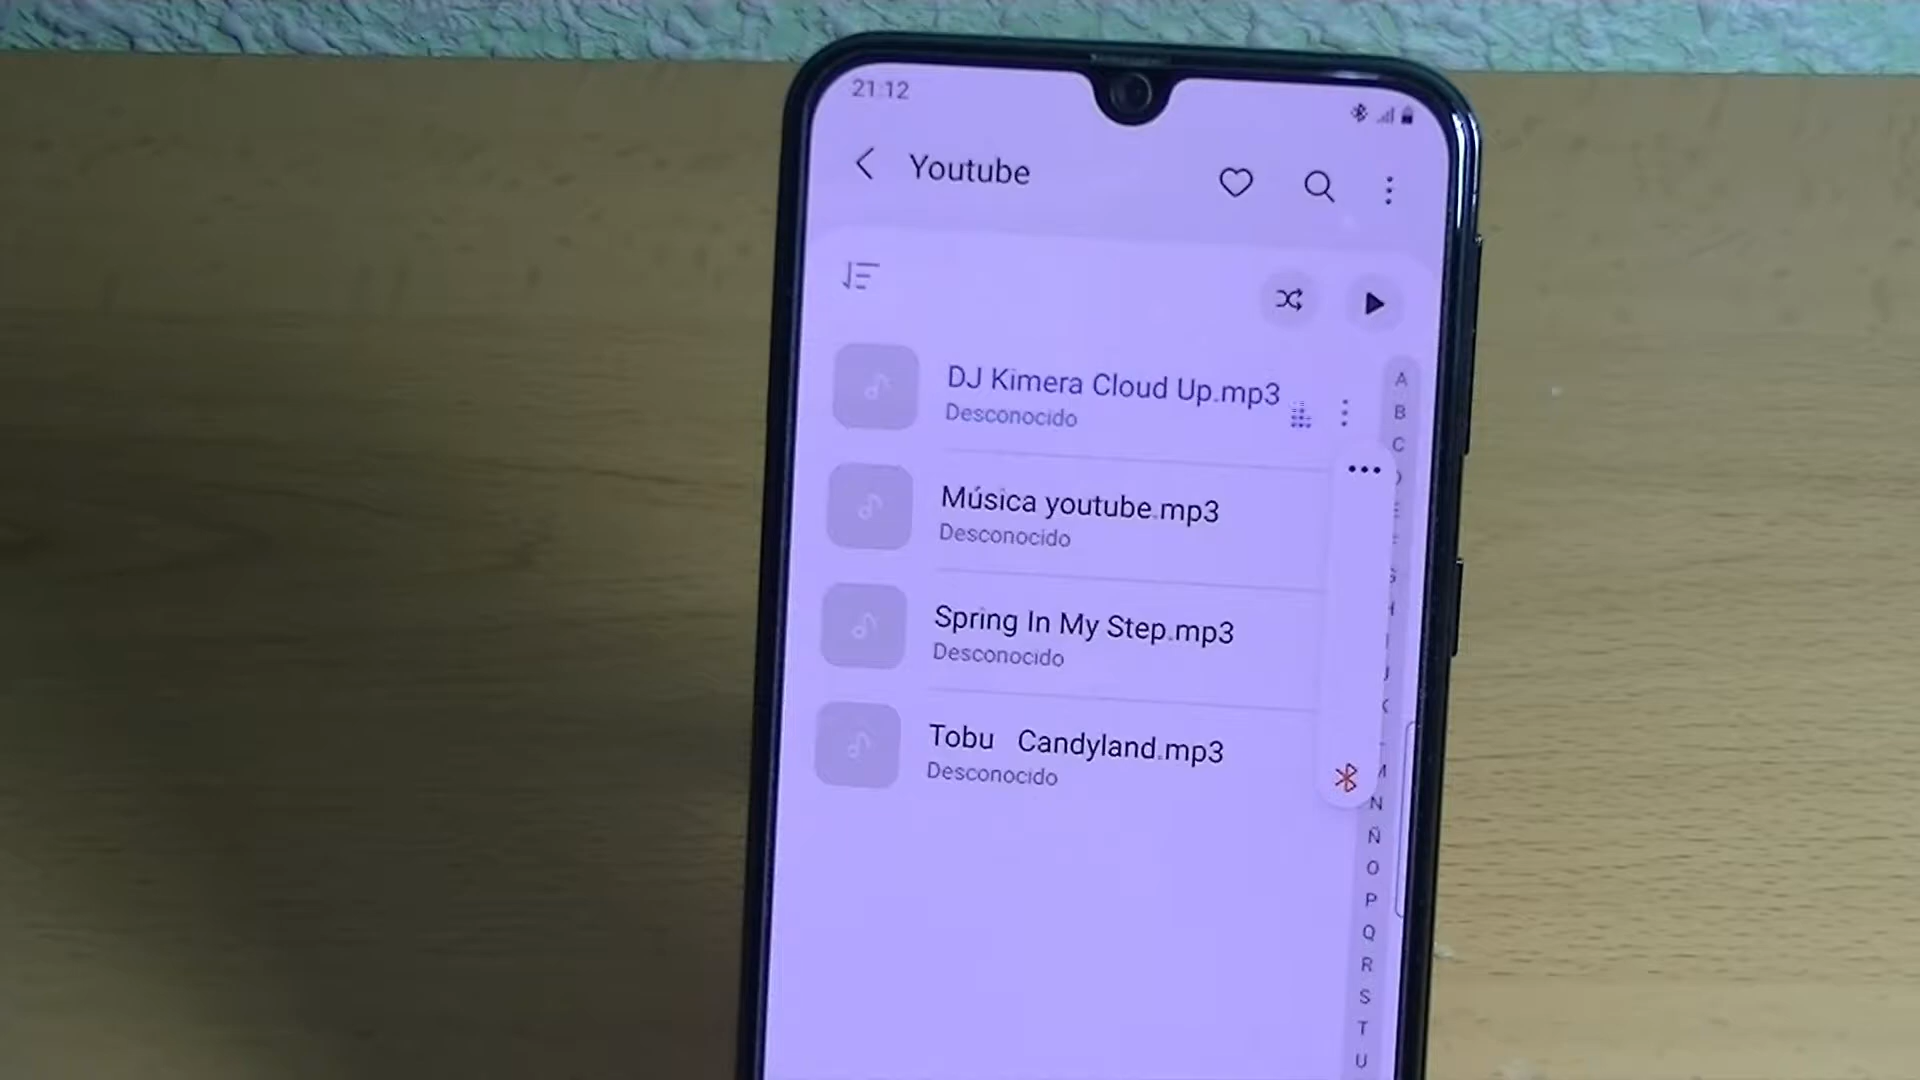 21:12
Youtube
DJ Kimera Cloud Up.mp3
Desconocido
Música youtube.mp3
Desconocido
Spring In My Step.mp3
Desconocido
Tobu Candyland.mp3
Desconocido
A
B
C
G
H
I
J
K
M
N
Ñ
O
P
Q
R
S
T
U